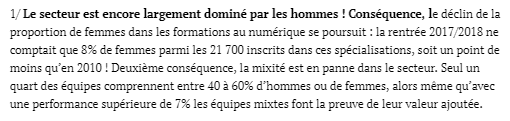 1/ Le secteur est encore largement dominé par les hommes ! Conséquence, le déclin de la
proportion de femmes dans les formations au numérique se poursuit : la rentrée 2017/2018 ne
comptait que 8% de femmes parmi les 21 700 inscrits dans ces spécialisations, soit un point de
moins qu'en 2010 ! Deuxième conséquence, la mixité est en panne dans le secteur. Seul un
quart des équipes comprennent entre 40 à 60% d'hommes ou de femmes, alors même qu'avec
une performance supérieure de 7% les équipes mixtes font la preuve de leur valeur ajoutée.